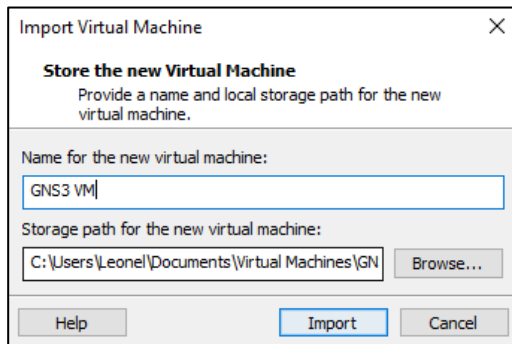 Import Virtual Machine
Store the new Virtual Machine
Provide a name and local storage path for the new
virtual machine.
Name for the new virtual machine:
GNS3 VM
Storage path for the new virtual machine:
C:\Users\Leonel\Documents\Virtual Machines\GN
Browse...
Help
Import
Cancel